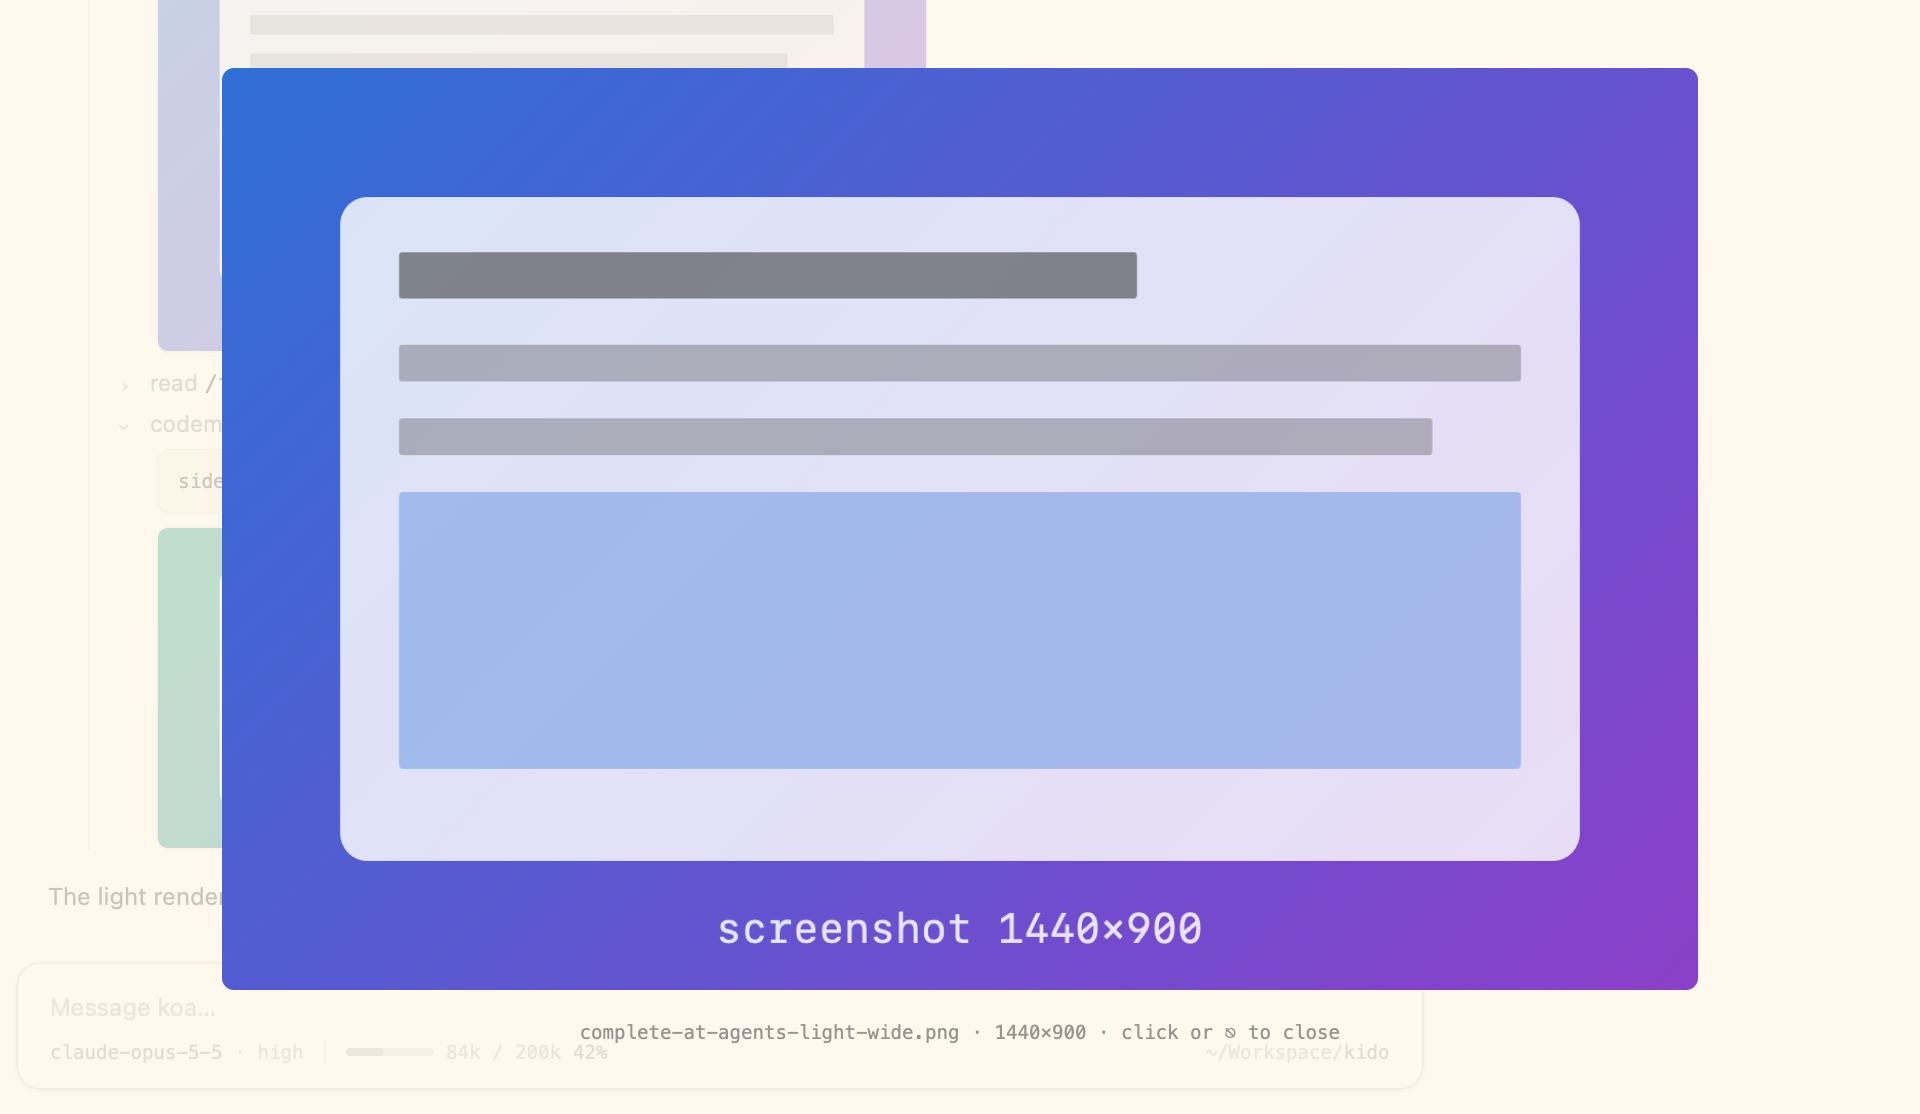 read /
codem
side
The light render
screenshot 1440×900
Message koa...
complete-at-agents-light-wide.png · 1440×900 · click or ⎋ to close
claude-opus-5-5 · high 84k / 200k 42% ~/Workspace/kido